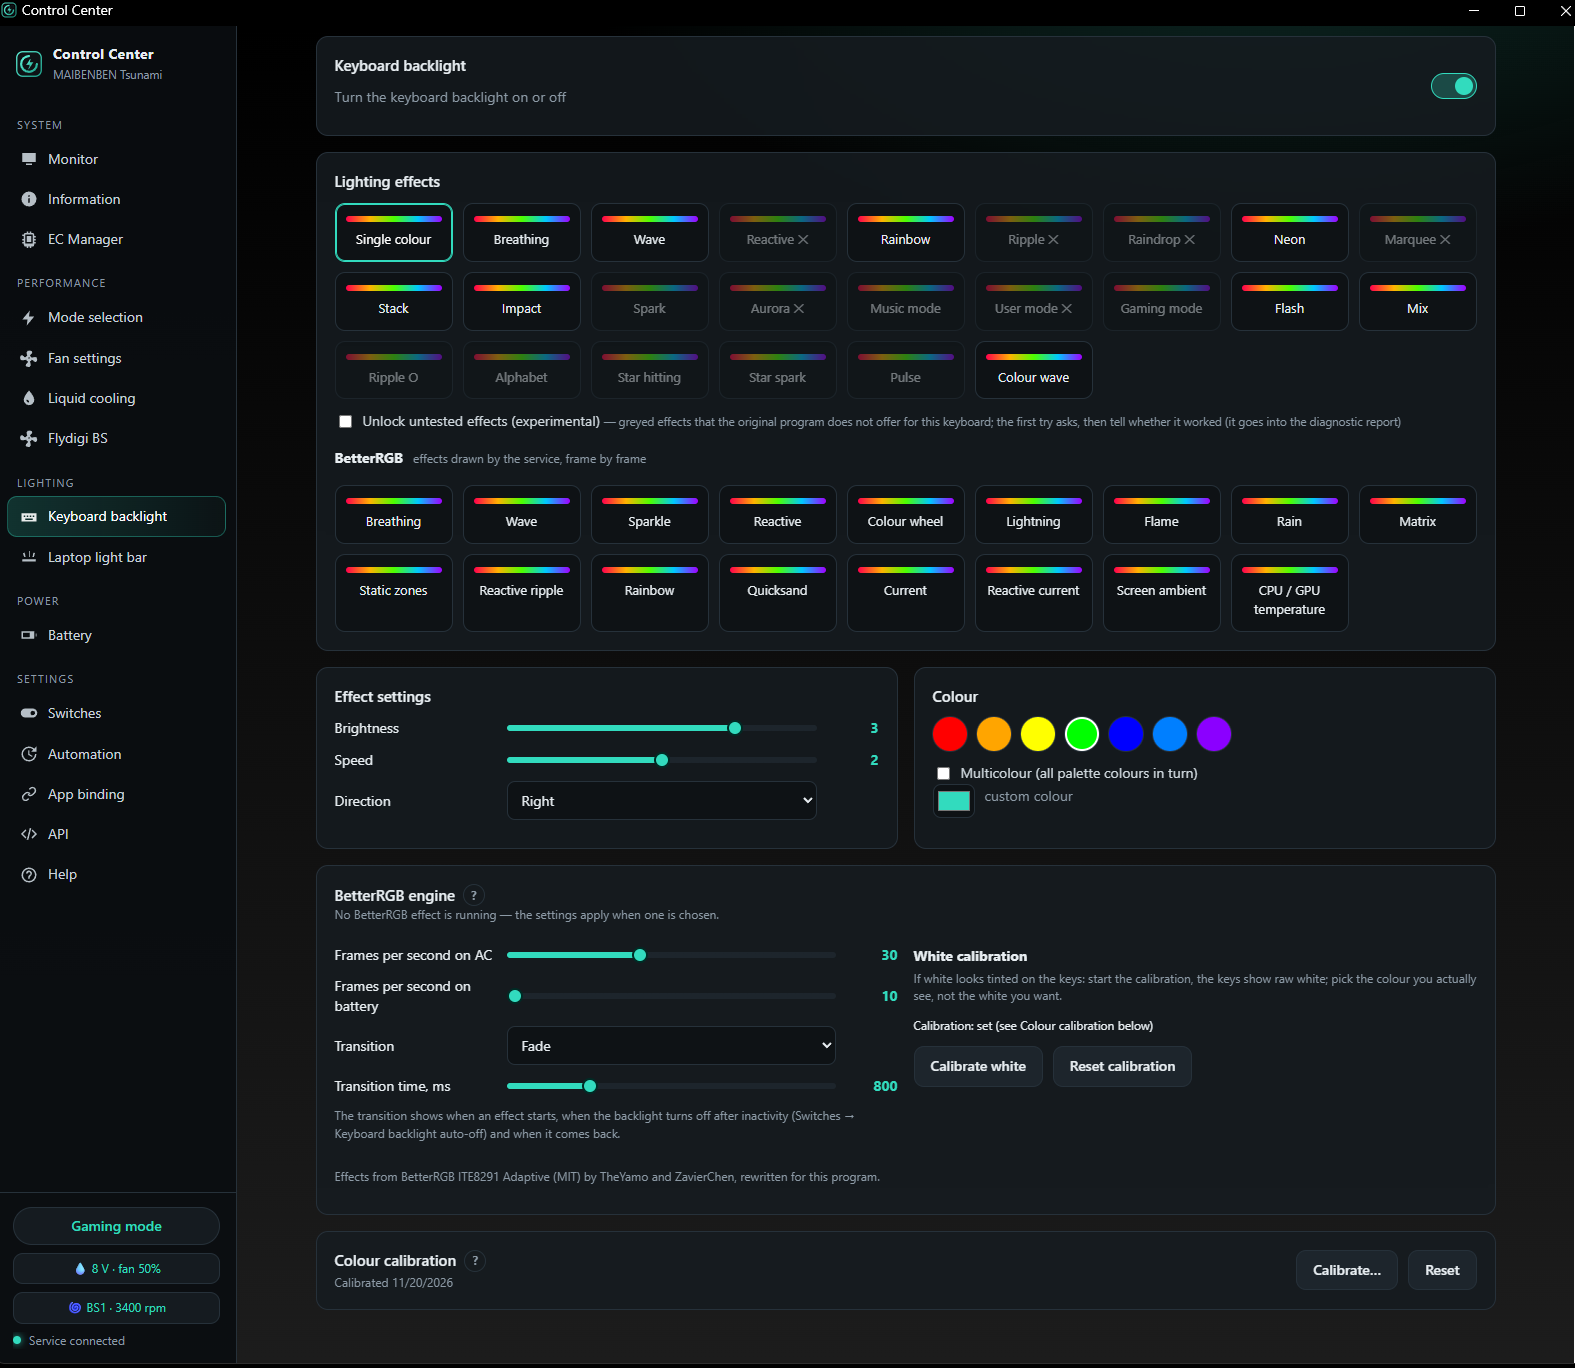 Control Center
Control Center
MAIBENBEN Tsunami
SYSTEM
Monitor
Information
EC Manager
PERFORMANCE
Mode selection
Fan settings
Liquid cooling
Flydigi BS
LIGHTING
Keyboard backlight
Laptop light bar
POWER
Battery
SETTINGS
Switches
Automation
App binding
API
Help
Gaming mode
8 V · fan 50%
BS1 · 3400 rpm
Service connected
Keyboard backlight
Turn the keyboard backlight on or off
Lighting effects
Single colour
Breathing
Wave
Reactive ✕
Rainbow
Ripple ✕
Raindrop ✕
Neon
Marquee ✕
Stack
Impact
Spark
Aurora ✕
Music mode
User mode ✕
Gaming mode
Flash
Mix
Ripple O
Alphabet
Star hitting
Star spark
Pulse
Colour wave
Unlock untested effects (experimental) — greyed effects that the original program does not offer for this keyboard; the first try asks, then tell whether it worked (it goes into the diagnostic report)
BetterRGB effects drawn by the service, frame by frame
Breathing
Wave
Sparkle
Reactive
Colour wheel
Lightning
Flame
Rain
Matrix
Static zones
Reactive ripple
Rainbow
Quicksand
Current
Reactive current
Screen ambient
CPU / GPU
temperature
Effect settings
Brightness
3
Speed
2
Direction
Right
Colour
Multicolour (all palette colours in turn)
custom colour
BetterRGB engine ?
No BetterRGB effect is running — the settings apply when one is chosen.
Frames per second on AC
30
Frames per second on
battery
10
Transition
Fade
Transition time, ms
800
The transition shows when an effect starts, when the backlight turns off after inactivity (Switches →
Keyboard backlight auto-off) and when it comes back.
Effects from BetterRGB ITE8291 Adaptive (MIT) by TheYamo and ZavierChen, rewritten for this program.
White calibration
If white looks tinted on the keys: start the calibration, the keys show raw white; pick the colour you actually
see, not the white you want.
Calibration: set (see Colour calibration below)
Calibrate white
Reset calibration
Colour calibration ?
Calibrated 11/20/2026
Calibrate...
Reset